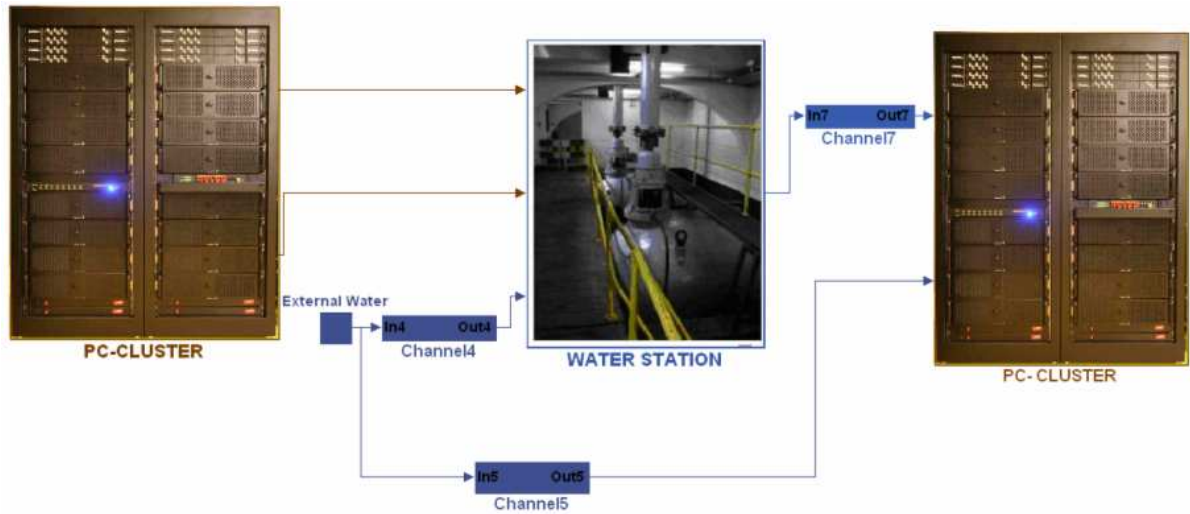 In7 Out7
Channel7
External Water
In4 Out4
Channel4
PC-CLUSTER
WATER STATION
PC- CLUSTER
In5 Out5
Channel5